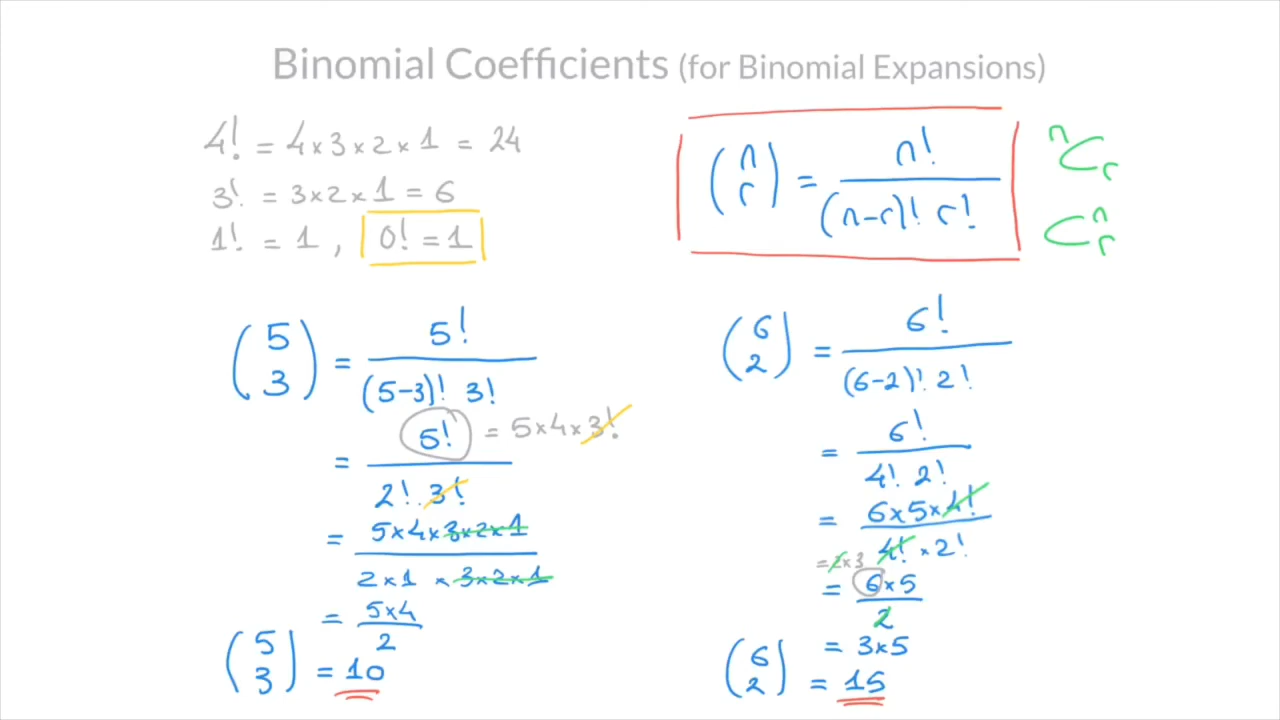 Binomial Coefficients (for Binomial Expansions)
4! = 4 × 3 × 2 × 1 = 24
3! = 3 × 2 × 1 = 6
1! = 1 , 0! = 1
(n r) = n! / (n-r)! r!
nCr
Cnr
(5 3) = 5! / (5-3)! 3!
= 5! / 2! 3!
= 5 × 4 × 3!
= 5 × 4 × 3 × 2 × 1 / 2 × 1 × 3 × 2 × 1
= 5 × 4 / 2
(5 3) = 10
(6 2) = 6! / (6-2)! 2!
= 6! / 4! 2!
= 6 × 5 × 4! / 4! × 2!
= 2 × 3
= 6 × 5 / 2
= 3 × 5
(6 2) = 15